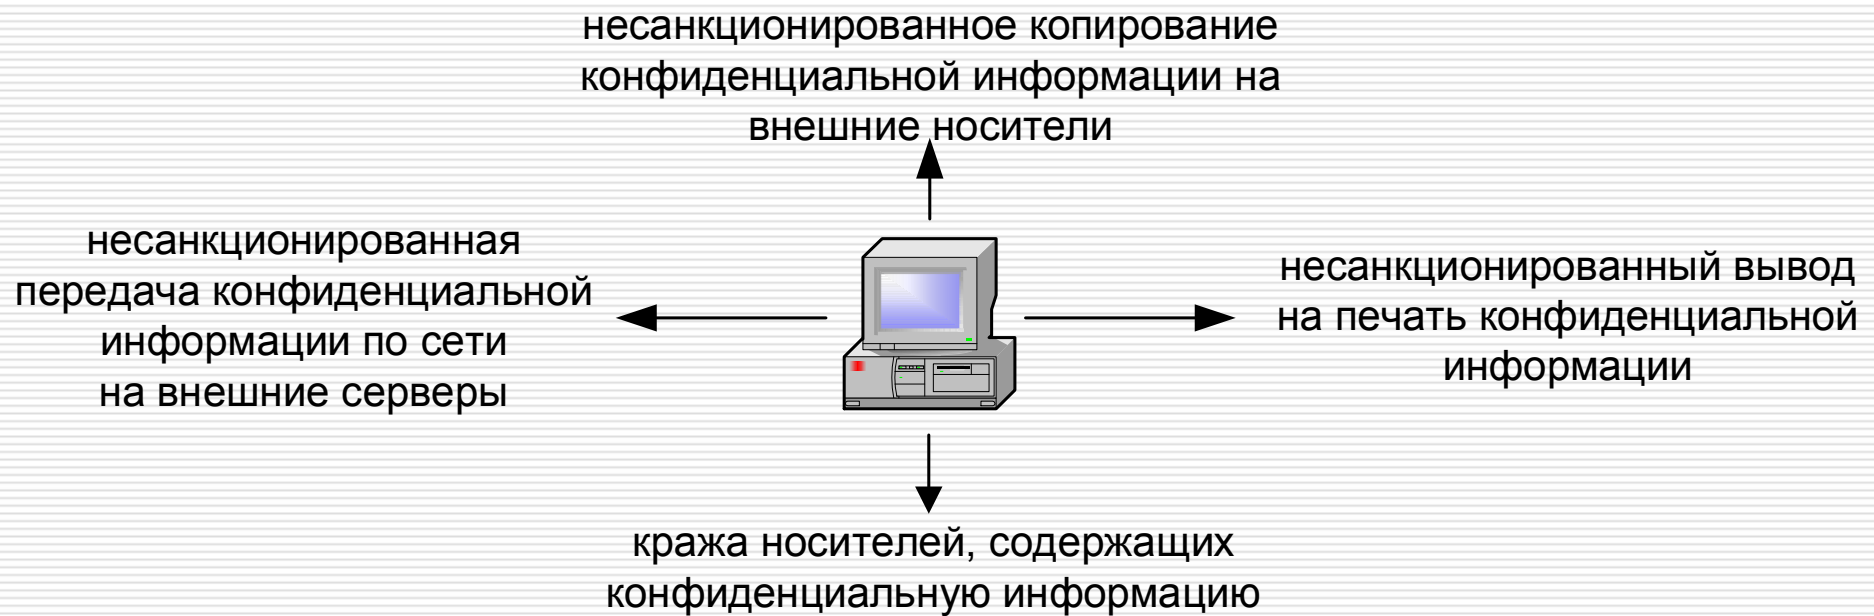 несанкционированное копирование
конфиденциальной информации на
внешние носители
несанкционированная
передача конфиденциальной
информации по сети
на внешние серверы
несанкционированный вывод
на печать конфиденциальной
информации
кража носителей, содержащих
конфиденциальную информацию